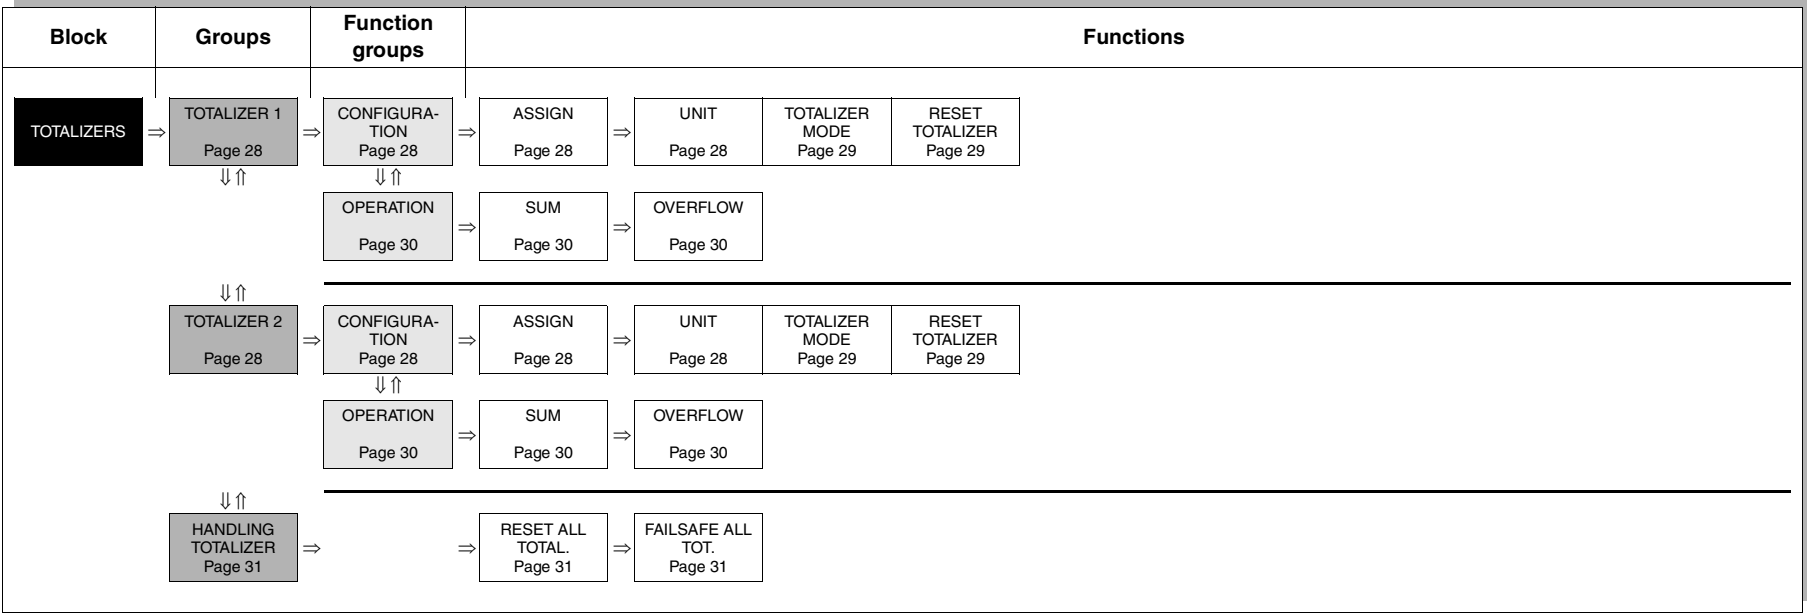 Block
Groups
Function
groups
Functions
TOTALIZERS
⇒
TOTALIZER 1
Page 28
⇒
CONFIGURA-
TION
Page 28
⇒
ASSIGN
Page 28
⇒
UNIT
Page 28
TOTALIZER
MODE
Page 29
RESET
TOTALIZER
Page 29
⇓⇑
⇓⇑
OPERATION
Page 30
⇒
SUM
Page 30
⇒
OVERFLOW
Page 30
⇓⇑
TOTALIZER 2
Page 28
⇒
CONFIGURA-
TION
Page 28
⇒
ASSIGN
Page 28
⇒
UNIT
Page 28
TOTALIZER
MODE
Page 29
RESET
TOTALIZER
Page 29
⇓⇑
OPERATION
Page 30
⇒
SUM
Page 30
⇒
OVERFLOW
Page 30
⇓⇑
HANDLING
TOTALIZER
Page 31
⇒
⇒
RESET ALL
TOTAL.
Page 31
⇒
FAILSAFE ALL
TOT.
Page 31